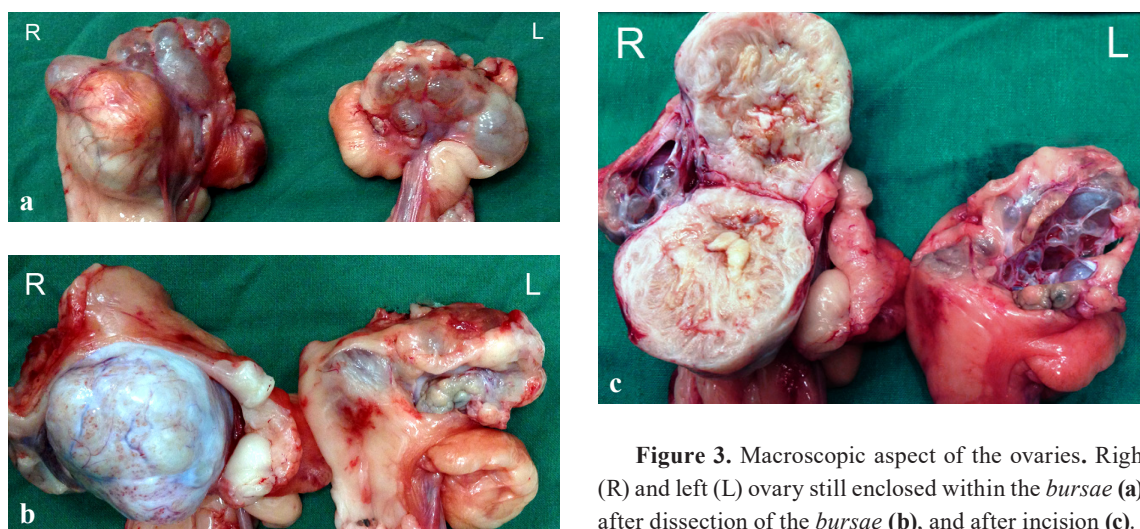 R L
a
R L
b
R L
c
Figure 3. Macroscopic aspect of the ovaries. Righ
(R) and left (L) ovary still enclosed within the bursae (a)
after dissection of the bursae (b), and after incision (c)